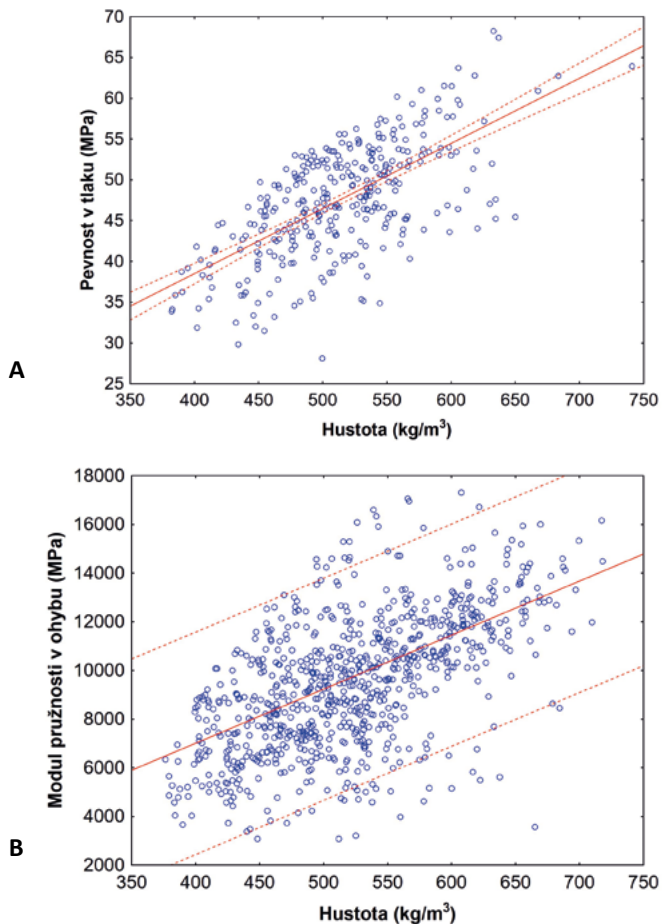 70
65
60
55
50
45
40
35
30
25
Pevnost v tlaku (MPa)
A
350 400 450 500 550 600 650 700 750
Hustota (kg/m³)
18000
16000
14000
12000
10000
8000
6000
4000
2000
Modul pružnosti v ohybu (MPa)
B
350 400 450 500 550 600 650 700 750
Hustota (kg/m³)